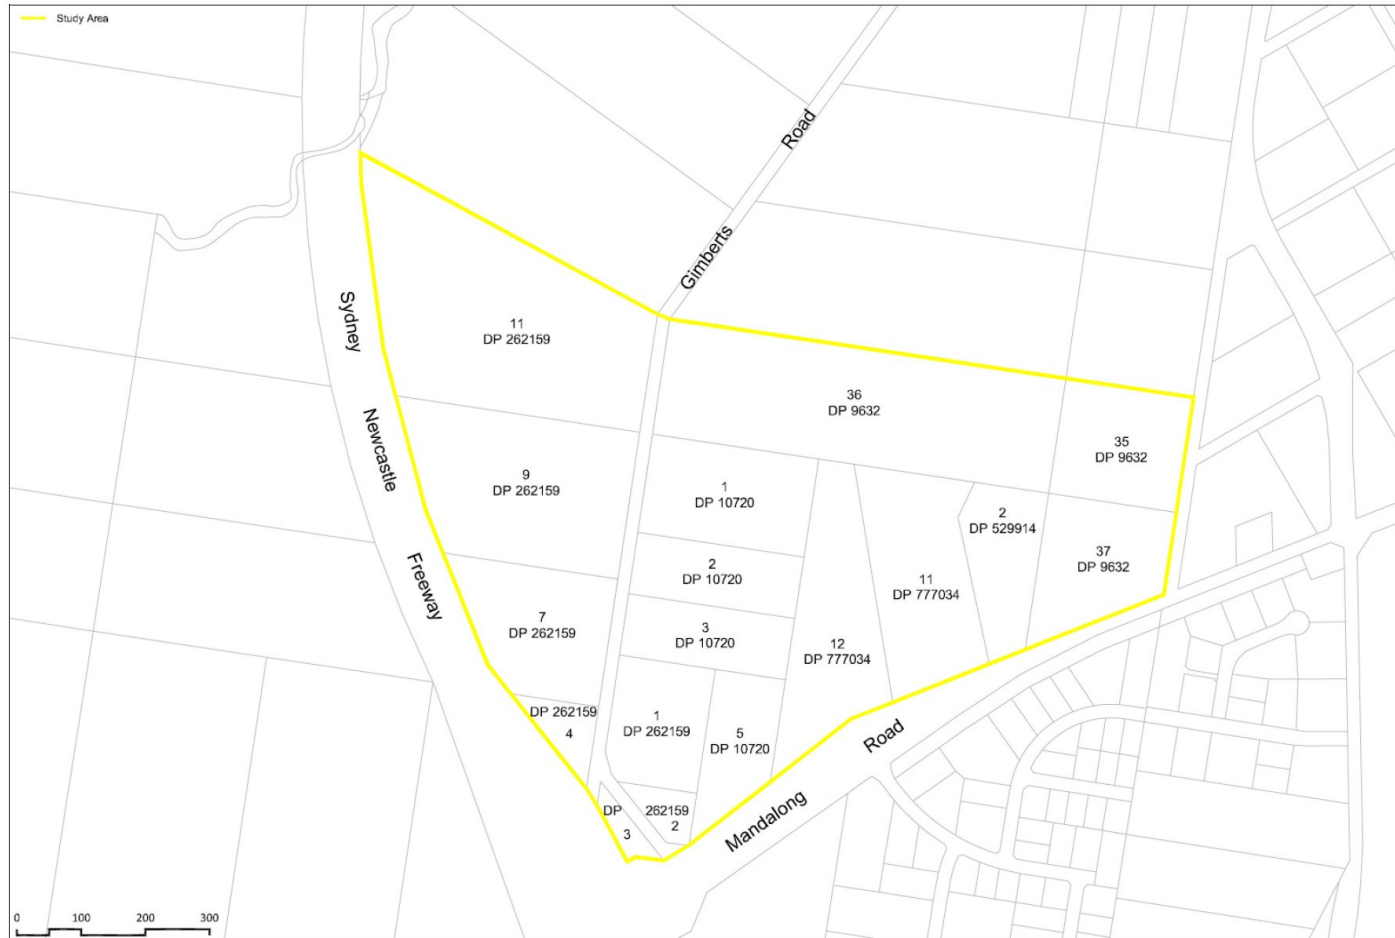 Study Area
Road
Gimberts
Sydney
Newcastle
Freeway
11
DP 262159
36
DP 9632
35
DP 9632
9
DP 262159
1
DP 10720
2
DP 529914
37
DP 9632
2
DP 10720
11
DP 777034
7
DP 262159
3
DP 10720
12
DP 777034
DP 262159
4
1
DP 262159
5
DP 10720
DP 262159
3 2
Mandalong
Road
0 100 200 300